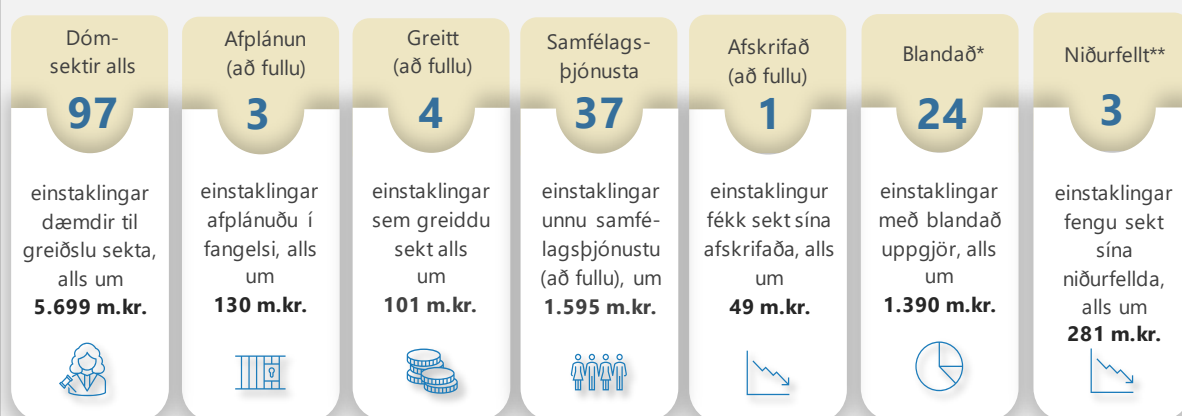 Dóm-
sektir alls
97
einstaklingar
dæmdir til
greiðslu sekta,
alls um
5.699 m.kr.
Afplánun
(að fullu)
3
einstaklingar
afplánuðu í
fangelsi, alls
um
130 m.kr.
Greitt
(að fullu)
4
einstaklingar
sem greiddu
sekt alls
um
101 m.kr.
Samfélags-
þjónusta
37
einstaklingar
unnu samfé-
lagsþjónustu
(að fullu), um
1.595 m.kr.
Afskrifað
(að fullu)
1
einstaklingur
fékk sekt sína
afskrifaða, alls
um
49 m.kr.
Blandað*
24
einstaklingar
með blandað
uppgjör, alls
um
1.390 m.kr.
Niðurfellt**
3
einstaklingar
fengu sekt
sína
niðurfellda,
alls um
281 m.kr.